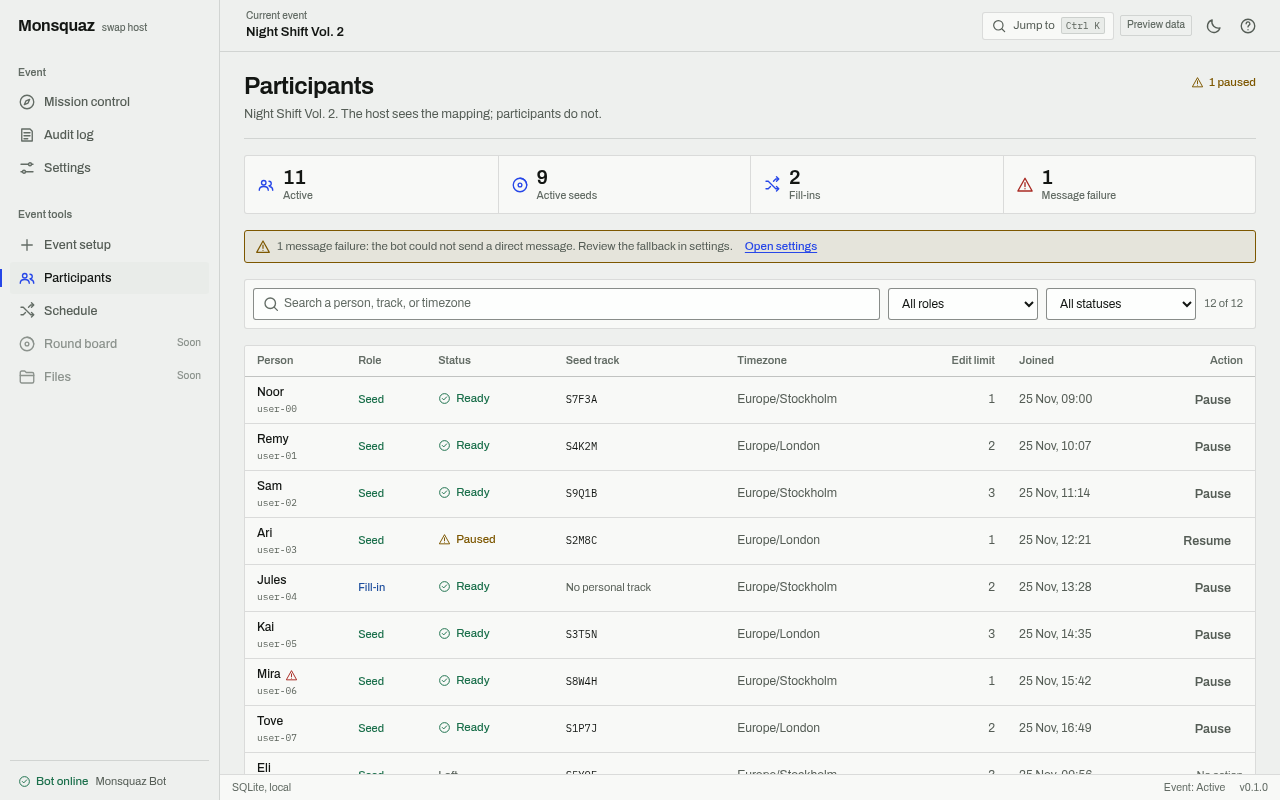 Monsquaz swap host
Event
Mission control
Audit log
Settings
Event tools
Event setup
Participants
Schedule
Round board Soon
Files Soon
Bot online Monsquaz Bot
Current event
Night Shift Vol. 2
Jump to Ctrl K
Preview data
Participants
1 paused
Night Shift Vol. 2. The host sees the mapping; participants do not.
11 Active
9 Active seeds
2 Fill-ins
1 Message failure
1 message failure: the bot could not send a direct message. Review the fallback in settings. Open settings
Search a person, track, or timezone
All roles
All statuses
12 of 12
Person Role Status Seed track Timezone Edit limit Joined Action
Noor user-00 Seed Ready S7F3A Europe/Stockholm 1 25 Nov, 09:00 Pause
Remy user-01 Seed Ready S4K2M Europe/London 2 25 Nov, 10:07 Pause
Sam user-02 Seed Ready S9Q1B Europe/Stockholm 3 25 Nov, 11:14 Pause
Ari user-03 Seed Paused S2M8C Europe/London 1 25 Nov, 12:21 Resume
Jules user-04 Fill-in Ready No personal track Europe/Stockholm 2 25 Nov, 13:28 Pause
Kai user-05 Seed Ready S3T5N Europe/London 3 25 Nov, 14:35 Pause
Mira user-06 Seed Ready S8W4H Europe/Stockholm 1 25 Nov, 15:42 Pause
Tove user-07 Seed Ready S1P7J Europe/London 2 25 Nov, 16:49 Pause
Eli
SQLite, local
Event: Active v0.1.0